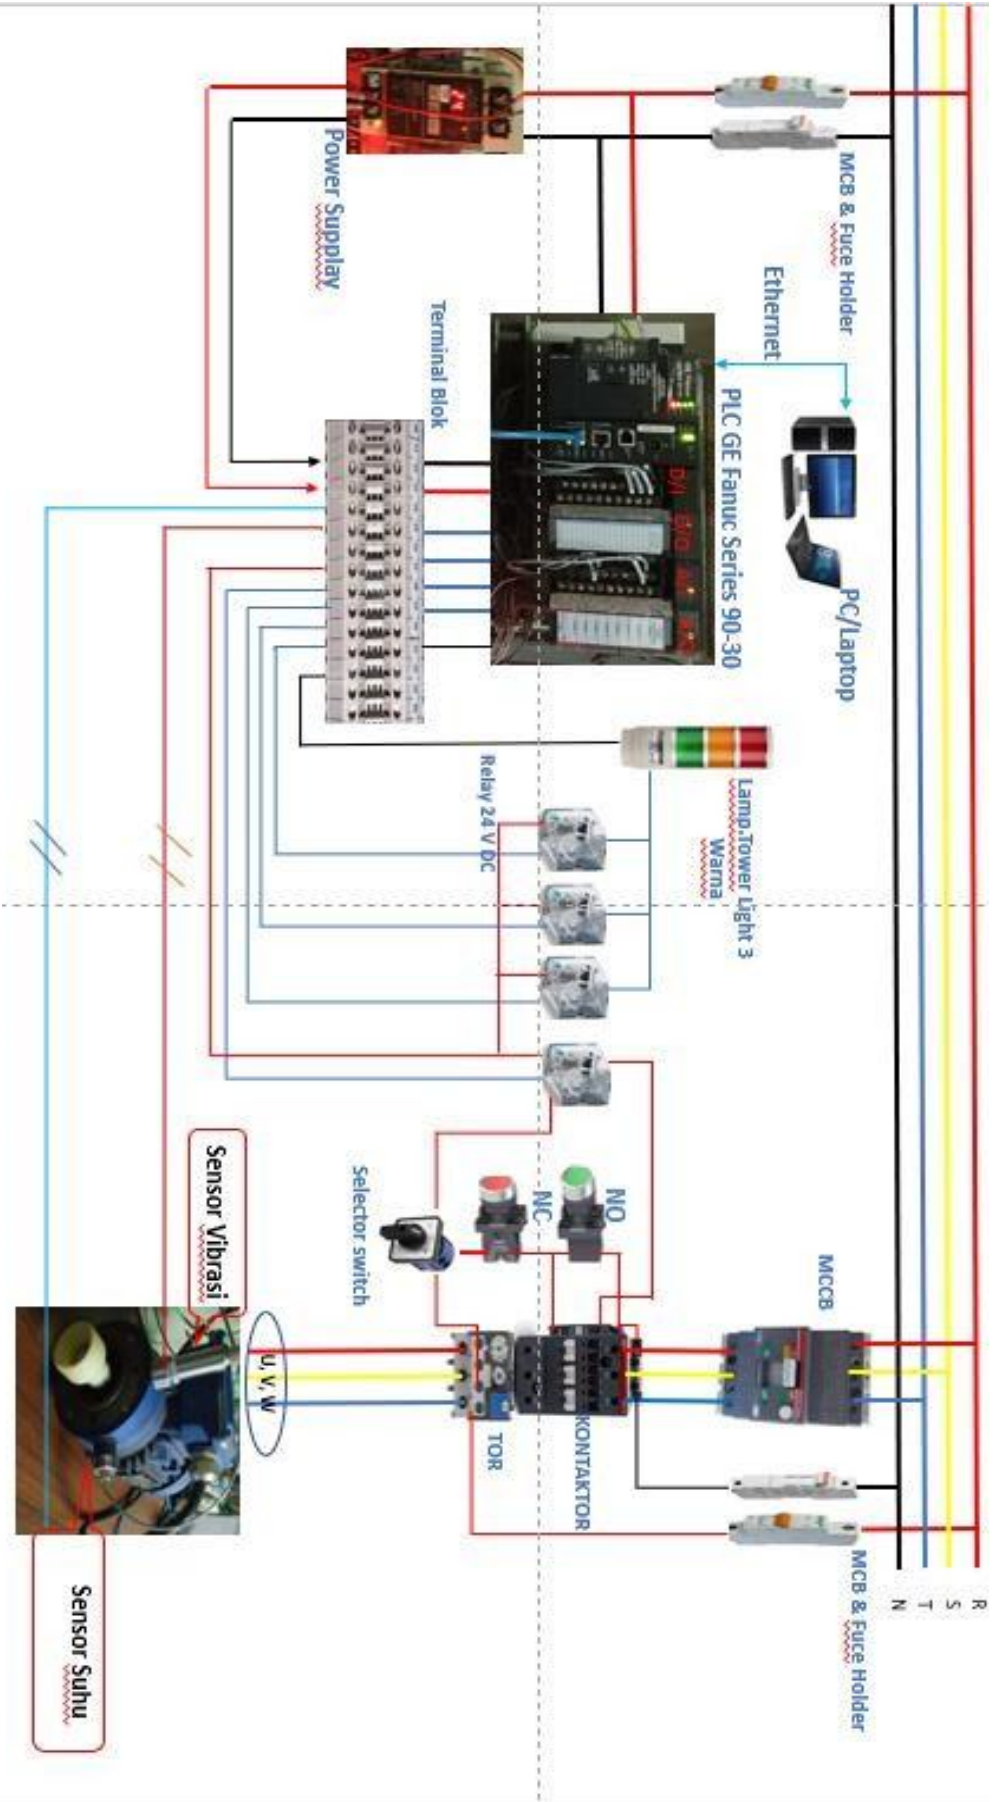 R
S
T
N
MCB & Fuce Holder
MCB & Fuce Holder
MCCB
PC/Laptop
Ethernet
PLC GE Fanuc Series 90-30
D/I
D/O
Lamp.Tower Light 3
Warna
NO
NC
KONTAKTOR
TOR
Relay 24 V DC
Terminal Blok
Power Supplay
Selector switch
U, V, W
Sensor Vibrasi
Sensor Suhu